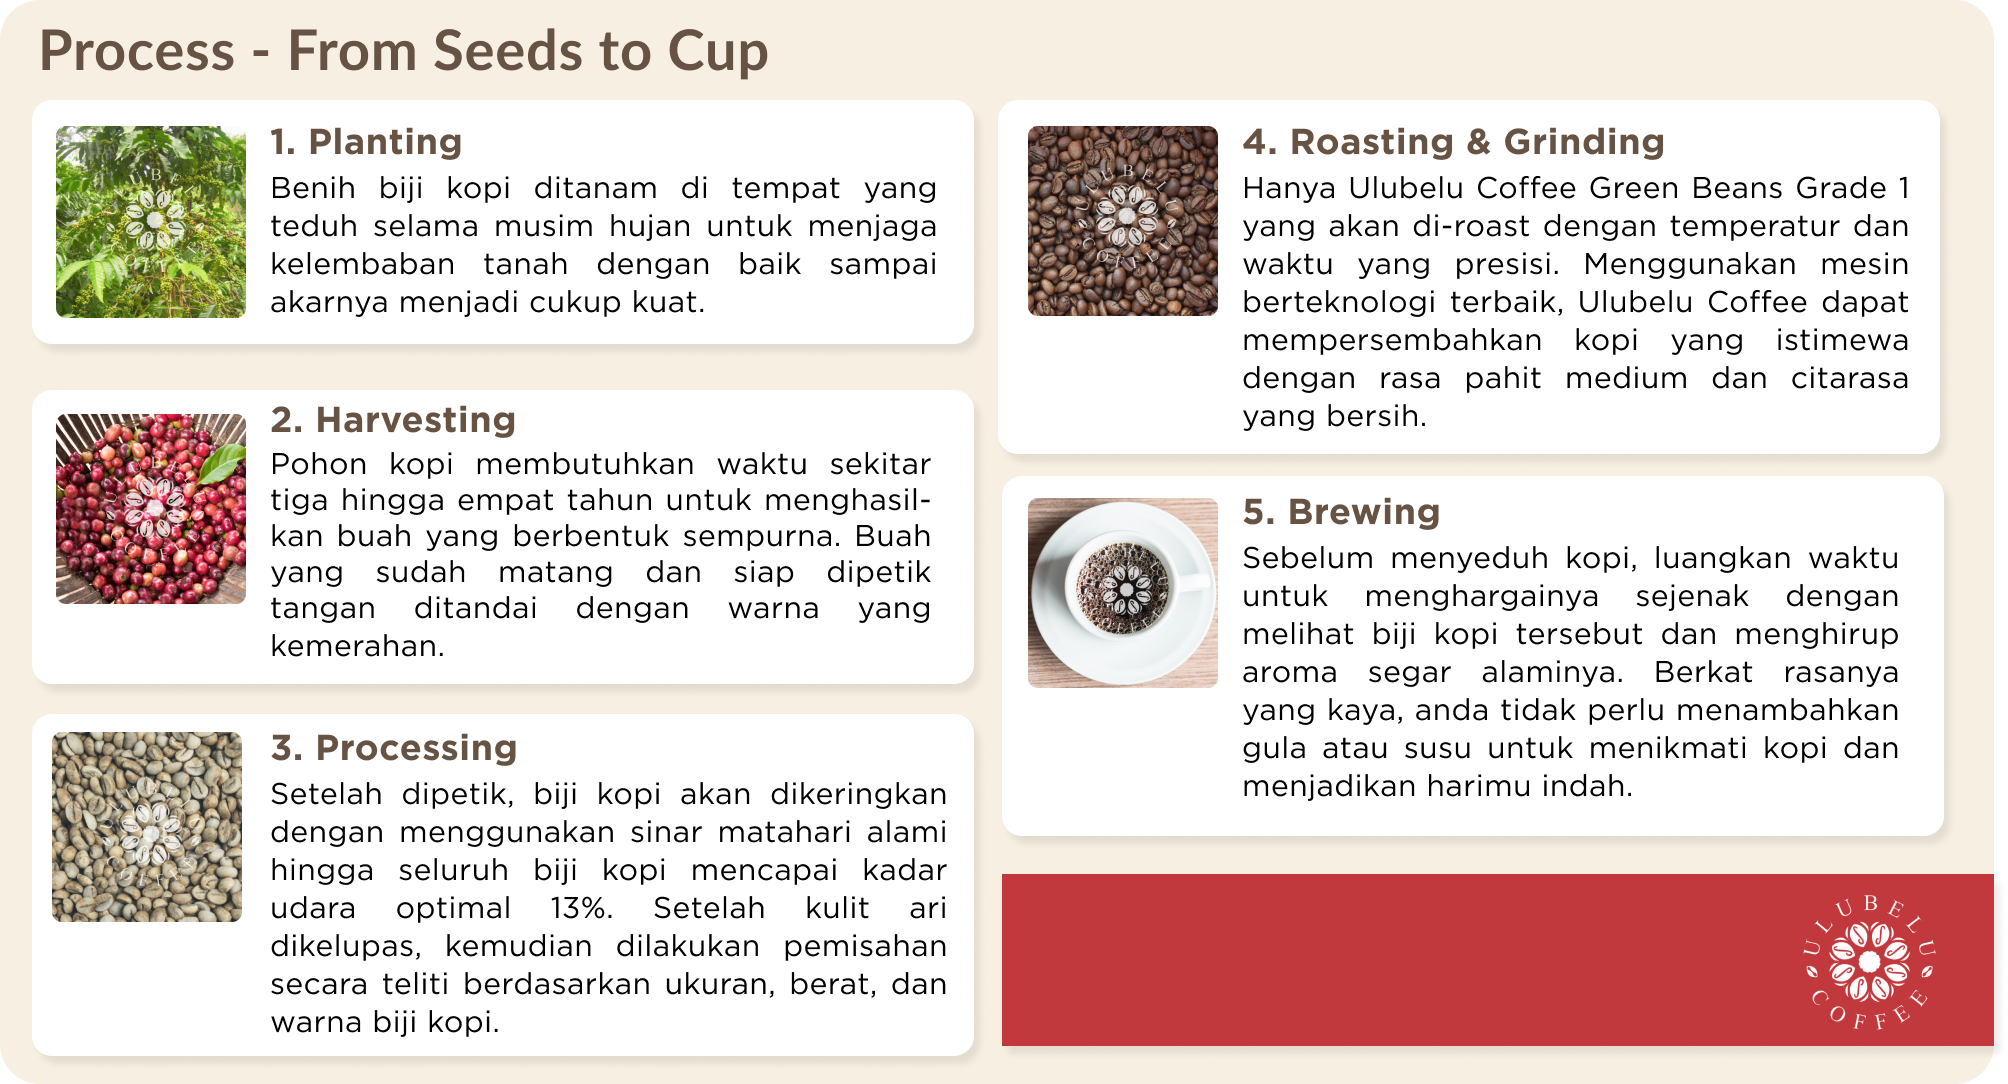 Process - From Seeds to Cup
1. Planting
Benih biji kopi ditanam di tempat yang
teduh selama musim hujan untuk menjaga
kelembaban tanah dengan baik sampai
akarnya menjadi cukup kuat.
2. Harvesting
Pohon kopi membutuhkan waktu sekitar
tiga hingga empat tahun untuk menghasil-
kan buah yang berbentuk sempurna. Buah
yang sudah matang dan siap dipetik
tangan ditandai dengan warna yang
kemerahan.
3. Processing
Setelah dipetik, biji kopi akan dikeringkan
dengan menggunakan sinar matahari alami
hingga seluruh biji kopi mencapai kadar
udara optimal 13%. Setelah kulit ari
dikelupas, kemudian dilakukan pemisahan
secara teliti berdasarkan ukuran, berat, dan
warna biji kopi.
4. Roasting & Grinding
Hanya Ulubelu Coffee Green Beans Grade 1
yang akan di-roast dengan temperatur dan
waktu yang presisi. Menggunakan mesin
berteknologi terbaik, Ulubelu Coffee dapat
mempersembahkan kopi yang istimewa
dengan rasa pahit medium dan citarasa
yang bersih.
5. Brewing
Sebelum menyeduh kopi, luangkan waktu
untuk menghargainya sejenak dengan
melihat biji kopi tersebut dan menghirup
aroma segar alaminya. Berkat rasanya
yang kaya, anda tidak perlu menambahkan
gula atau susu untuk menikmati kopi dan
menjadikan harimu indah.
ULUBELU
COFFEE